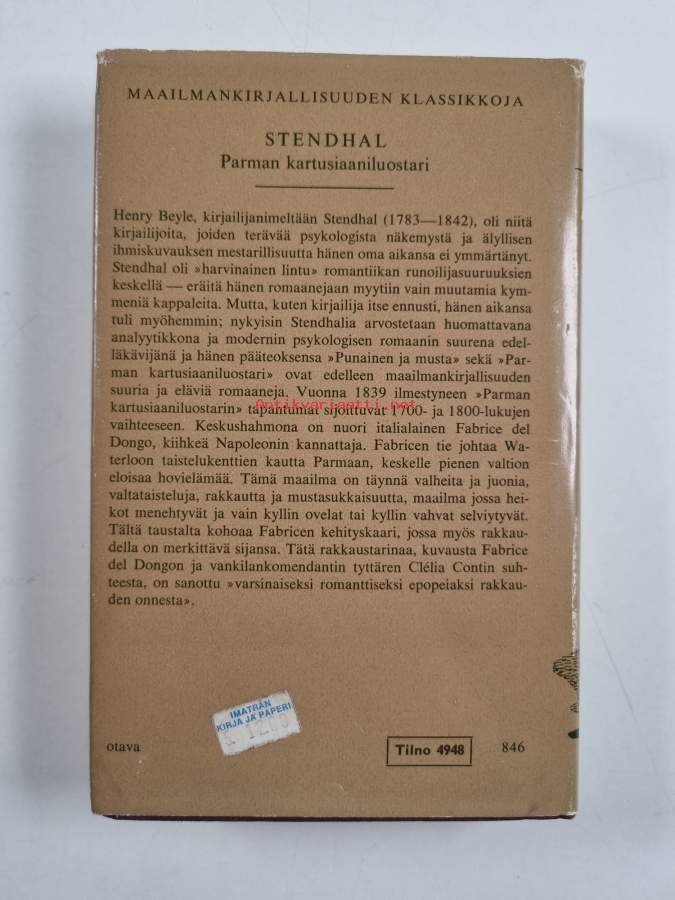 MAAILMANKIRJALLISUUDEN KLASSIKKOJA
STENDHAL
Parman kartusiaaniluostari
Henry Beyle, kirjailijanimeltään Stendhal (1783—1842), oli niitä
kirjailijoita, joiden terävää psykologista näkemystä ja älyllisen
ihmiskuvauksen mestarillisuutta hänen oma aikansa ei ymmärtänyt.
Stendhal oli »harvinainen lintu» romantiikan runoilijasuuruuksien
keskellä — eräitä hänen romaanejaan myytiin vain muutamia kym-
meniä kappaleita. Mutta, kuten kirjailija itse ennusti, hänen aikansa
tuli myöhemmin; nykyisin Stendhalia arvostetaan huomattavana
analyytikkona ja modernin psykologisen romaanin suurena edel-
läkävijänä ja hänen pääteoksensa »Punainen ja musta» sekä »Par-
man kartusiaaniluostari» ovat edelleen maailmankirjallisuuden
suuria ja eläviä romaaneja. Vuonna 1839 ilmestyneen »Parman
kartusiaaniluostarin» tapahtumat sijoittuvat 1700- ja 1800-lukujen
Antikvariaatti.net
vaihteeseen. Keskushahmona on nuori italialainen Fabrice del
Dongo, kiihkeä Napoleonin kannattaja. Fabricen tie johtaa Wa-
terloon taistelukenttien kautta Parmaan, keskelle pienen valtion
eloisaa hovielämää. Tämä maailma on täynnä valheita ja juonia,
valtataisteluja, rakkautta ja mustasukkaisuutta, maailma jossa hei-
kot menehtyvät ja vain kyllin ovelat tai kyllin vahvat selviytyvät.
Tältä taustalta kohoaa Fabricen kehityskaari, jossa myös rakkau-
della on merkittävä sijansa. Tätä rakkaustarinaa, kuvausta Fabrice
del Dongon ja vankilankomendantin tyttären Clélia Contin suh-
teesta, on sanottu »varsinaiseksi romanttiseksi epopeiaksi rakkau-
den onnesta».
IMATRAN
KIRJA JA PAPERI
otava
Tilno 4948
846